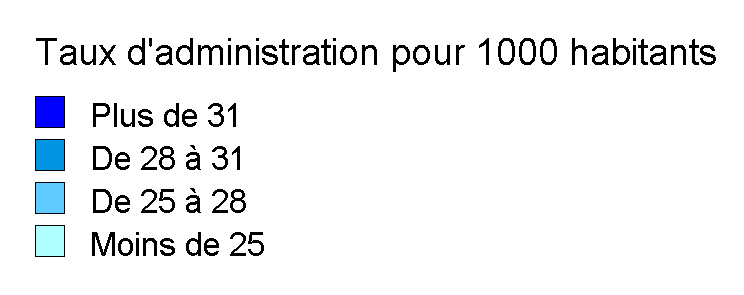 Taux d'administration pour 1000 habitants
Plus de 31
De 28 à 31
De 25 à 28
Moins de 25